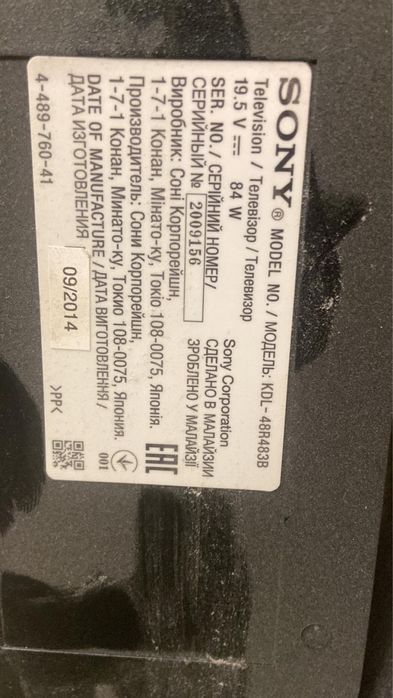 SONY® MODEL NO. / МОДЕЛЬ: KDL-48R483B
Television / Телевізор / Телевизор
19.5 V ⎓ 84 W
SER. NO. / СЕРІЙНИЙ НОМЕР/
СЕРИЙНЫЙ № 2009156
Sony Corporation
СДЕЛАНО В МАЛАЙЗИИ
ЗРОБЛЕНО У МАЛАЙЗІЇ
Виробник: Соні Корпорейшн,
1-7-1 Конан, Мінато-ку, Токіо 108-0075, Японія.
Производитель: Сони Корпорейшн,
1-7-1 Конан, Минато-ку, Токио 108-0075, Япония.
DATE OF MANUFACTURE / ДАТА ВИГОТОВЛЕННЯ /
ДАТА ИЗГОТОВЛЕНИЯ 09/2014
4-489-760-41
>PP<
EAC
001